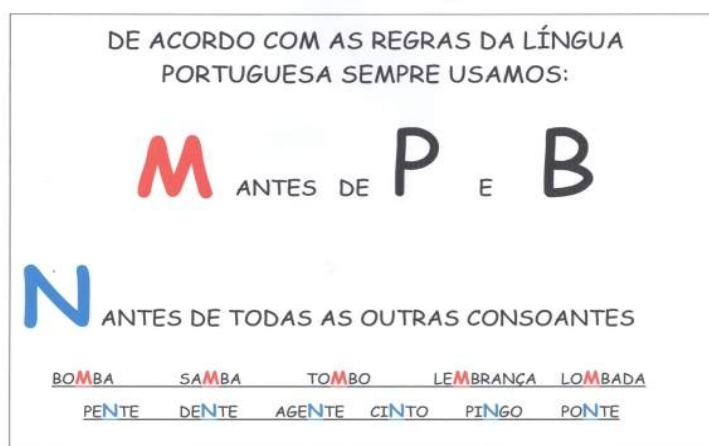 DE ACORDO COM AS REGRAS DA LÍNGUA
PORTUGUESA SEMPRE USAMOS:
M ANTES DE P E B
N ANTES DE TODAS AS OUTRAS CONSOANTES
BOMBA SAMBA TOMBO LEMBRANÇA LOMBADA
PENTE DENTE AGENTE CINTO PINGO PONTE